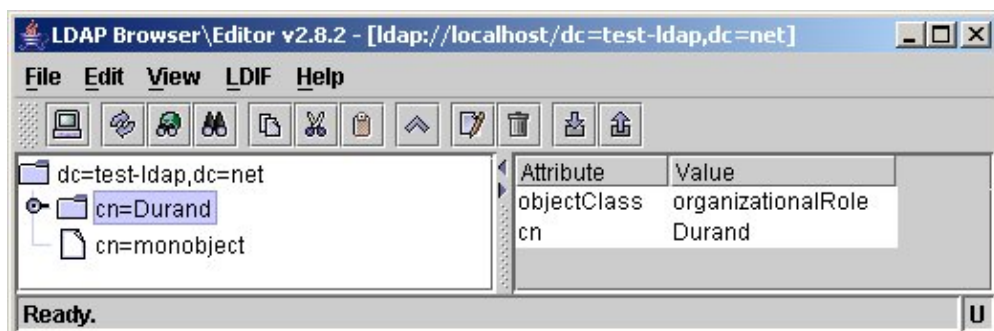 LDAP Browser\Editor v2.8.2 - [ldap://localhost/dc=test-ldap,dc=net]
File Edit View LDIF Help
dc=test-ldap,dc=net
cn=Durand
cn=monobject
Attribute Value
objectClass organizationalRole
cn Durand
Ready. U